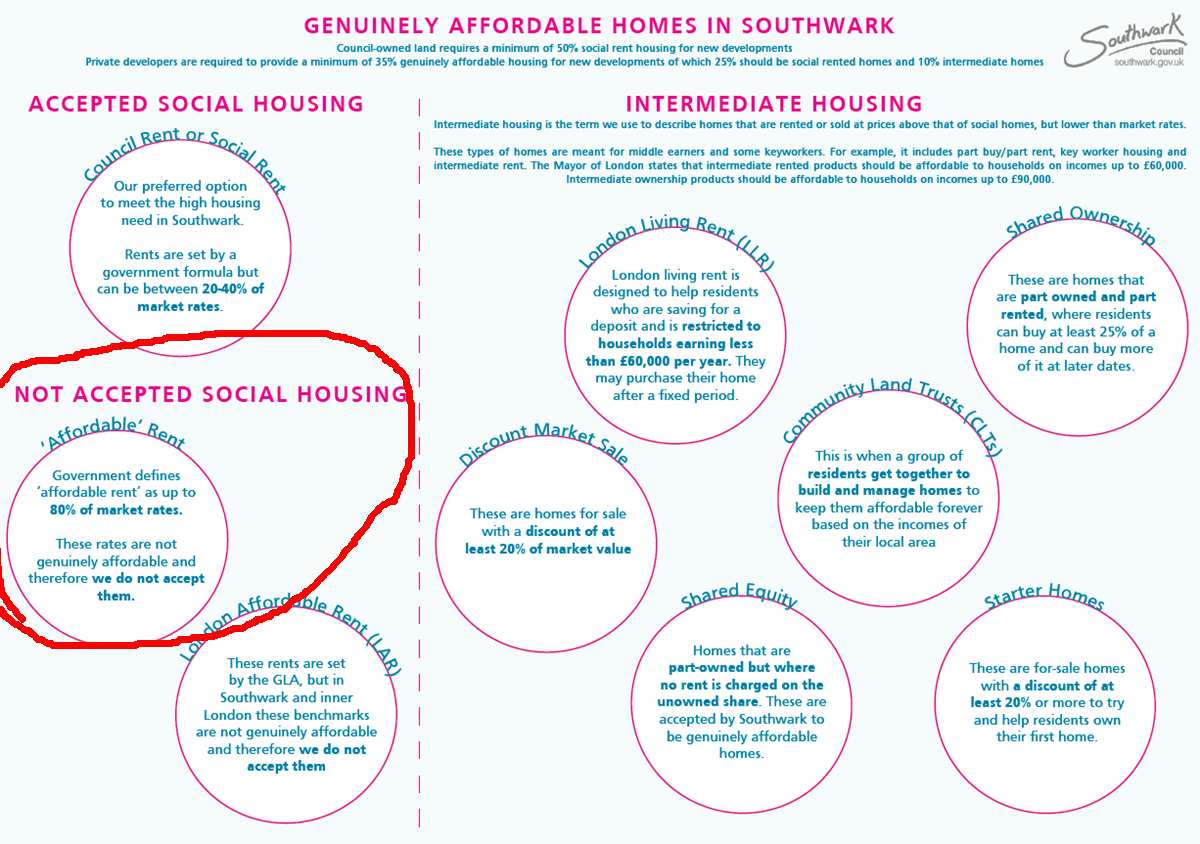 GENUINELY AFFORDABLE HOMES IN SOUTHWARK
Council-owned land requires a minimum of 50% social rent housing for new developments
Private developers are required to provide a minimum of 35% genuinely affordable housing for new developments of which 25% should be social rented homes and 10% intermediate homes
Southwark
Council
southwark.gov.uk
ACCEPTED SOCIAL HOUSING
Council Rent or Social Rent
Our preferred option
to meet the high housing
need in Southwark.
Rents are set by a
government formula but
can be between 20-40% of
market rates.
NOT ACCEPTED SOCIAL HOUSING
'Affordable' Rent
Government defines
'affordable rent' as up to
80% of market rates.
These rates are not
genuinely affordable and
therefore we do not accept
them.
London Affordable Rent (LAR)
These rents are set
by the GLA, but in
Southwark and inner
London these benchmarks
are not genuinely affordable
and therefore we do not
accept them
INTERMEDIATE HOUSING
Intermediate housing is the term we use to describe homes that are rented or sold at prices above that of social homes, but lower than market rates.
These types of homes are meant for middle earners and some keyworkers. For example, it includes part buy/part rent, key worker housing and
intermediate rent. The Mayor of London states that intermediate rented products should be affordable to households on incomes up to £60,000.
Intermediate ownership products should be affordable to households on incomes up to £90,000.
London Living Rent (LLR)
London living rent is
designed to help residents
who are saving for a
deposit and is restricted to
households earning less
than £60,000 per year. They
may purchase their home
after a fixed period.
Shared Ownership
These are homes that
are part owned and part
rented, where residents
can buy at least 25% of a
home and can buy more
of it at later dates.
Discount Market Sale
These are homes for sale
with a discount of at
least 20% of market value
Community Land Trusts (CLTs)
This is when a group of
residents get together to
build and manage homes to
keep them affordable forever
based on the incomes of
their local area
Shared Equity
Homes that are
part-owned but where
no rent is charged on the
unowned share. These are
accepted by Southwark to
be genuinely affordable
homes.
Starter Homes
These are for-sale homes
with a discount of at
least 20% or more to try
and help residents own
their first home.